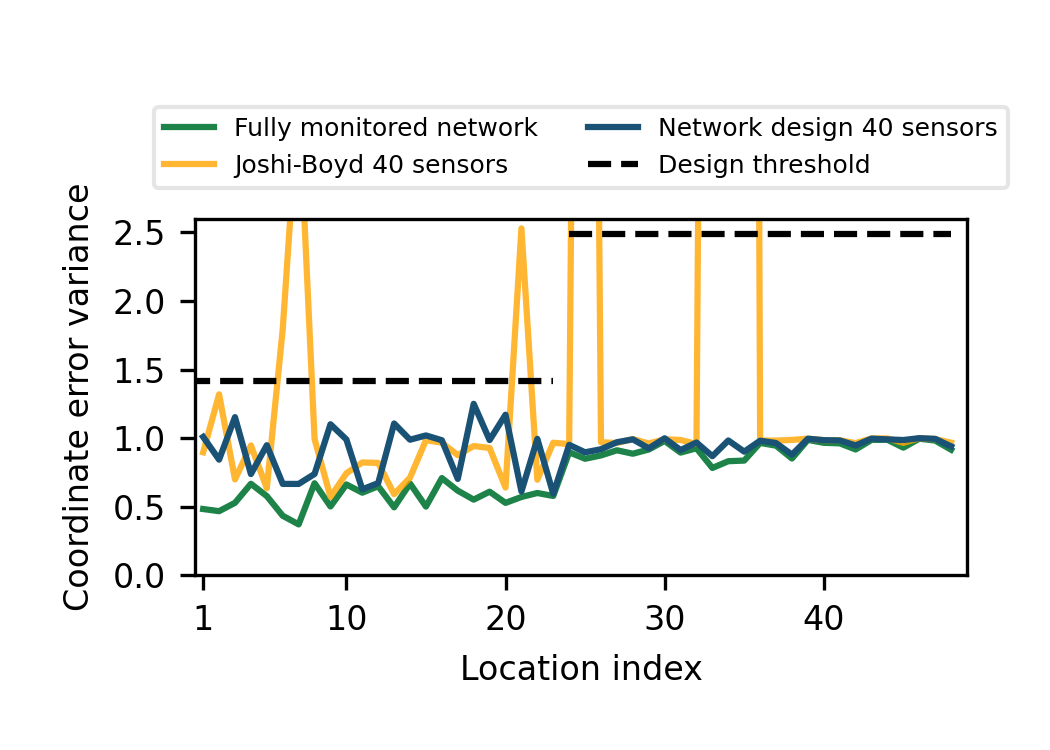 Fully monitored network
Joshi-Boyd 40 sensors
Network design 40 sensors
Design threshold
Coordinate error variance
2.5
2.0
1.5
1.0
0.5
0.0
1 10 20 30 40
Location index